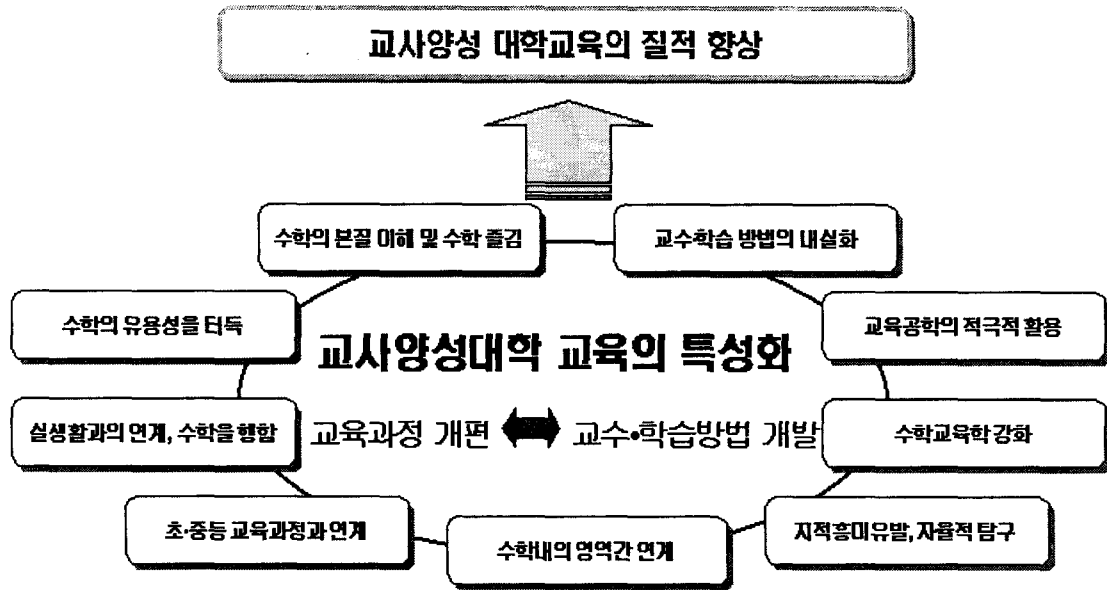 교사양성 대학교육의 질적 향상
수학의 본질 이해 및 수학 즐김
교수학습 방법의 내실화
수학의 유용성을 터득
교육공학의 적극적 활용
교사양성대학 교육의 특성화
실생활과의 연계, 수학을 행함
교육과정 개편
교수•학습방법 개발
수학교육학 강화
초·중등 교육과정과 연계
수학내의 영역간 연계
지적흥미유발, 자율적 탐구